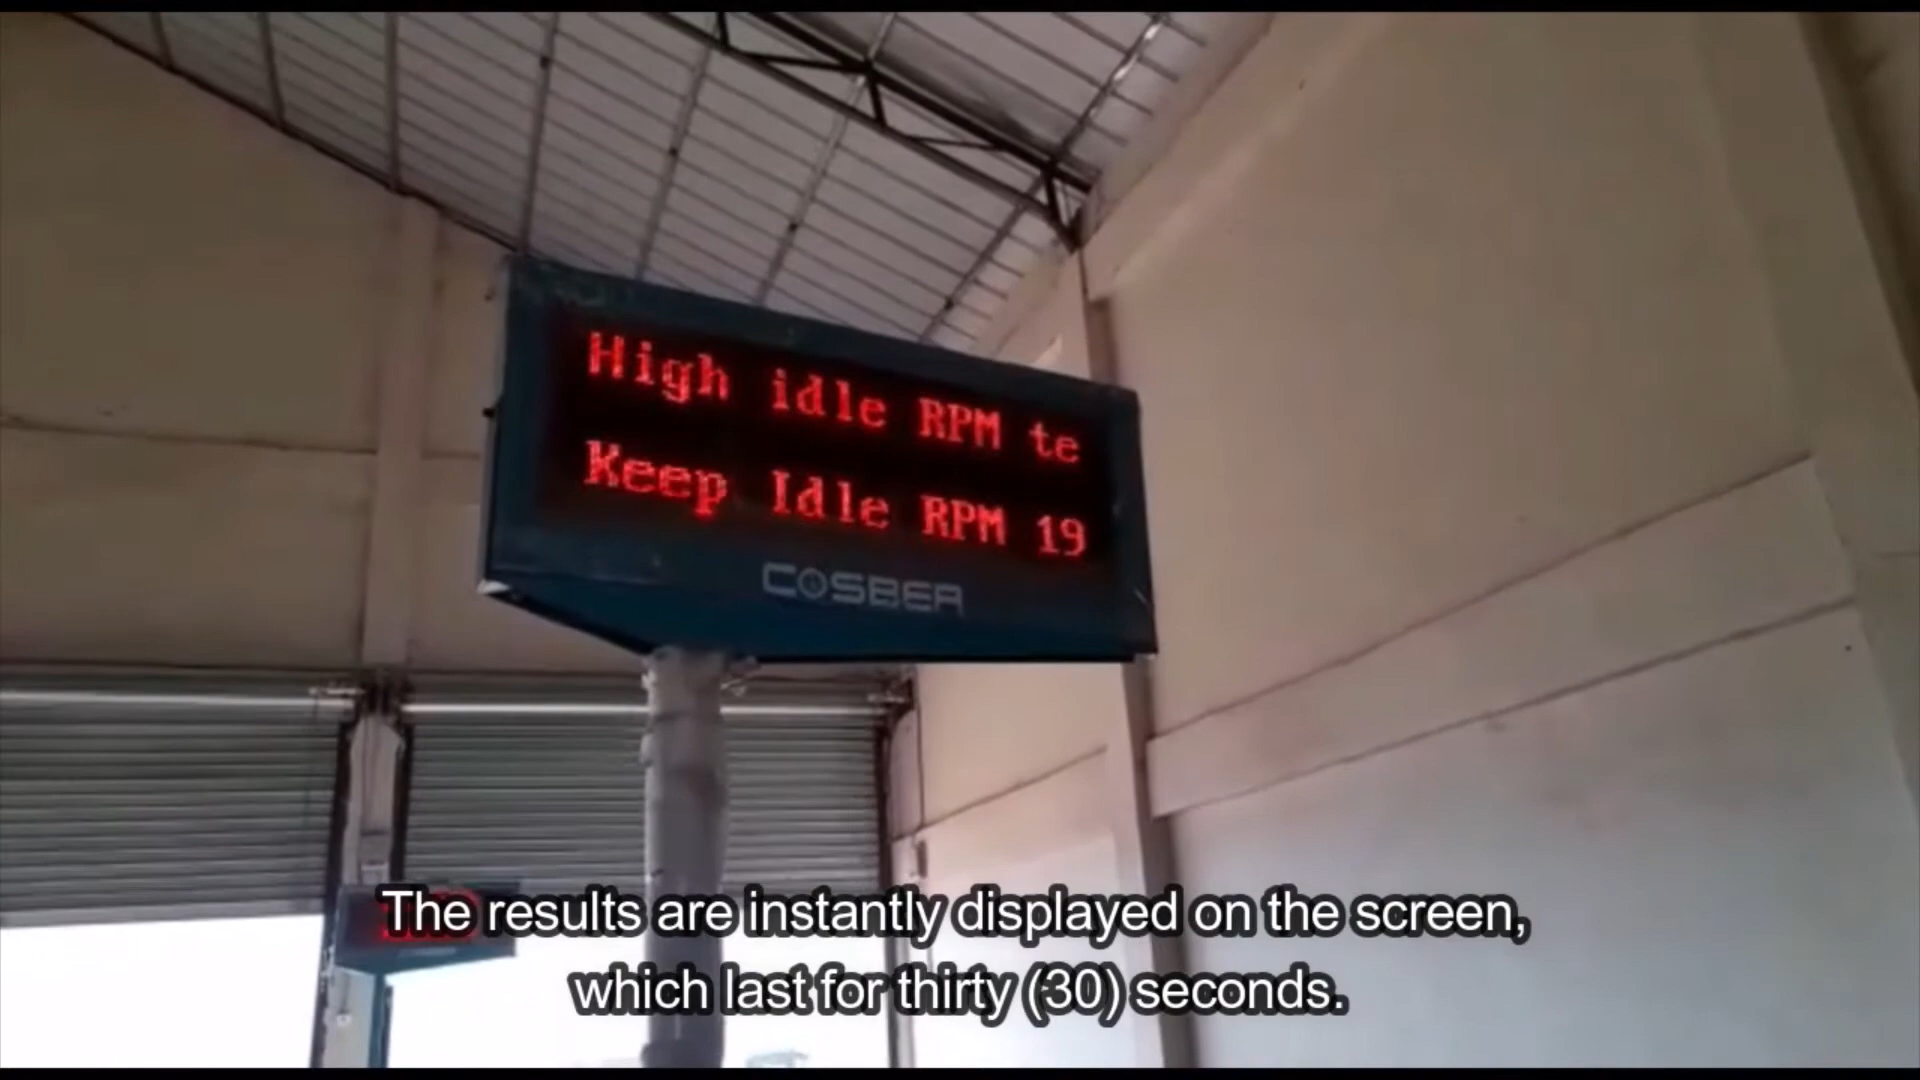 High idle RPM te
Keep Idle RPM 19
COSBER
The results are instantly displayed on the screen,
which last for thirty (30) seconds.